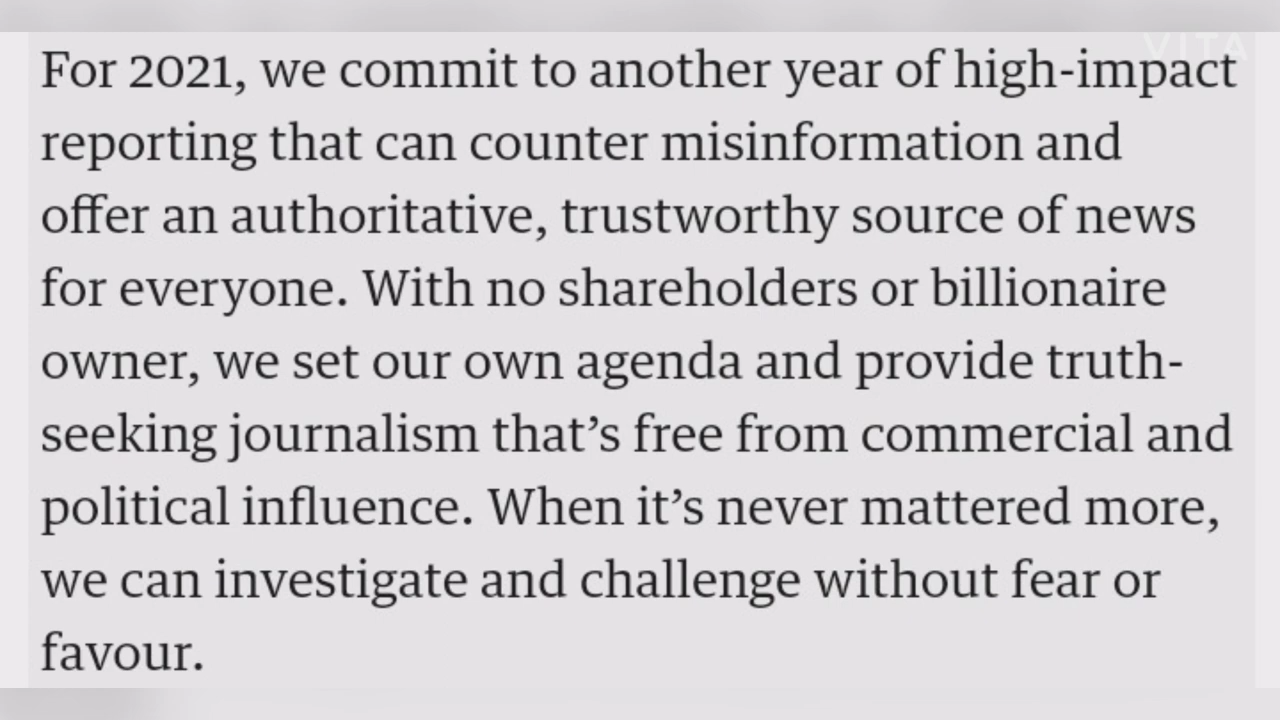 VITA
For 2021, we commit to another year of high-impact
reporting that can counter misinformation and
offer an authoritative, trustworthy source of news
for everyone. With no shareholders or billionaire
owner, we set our own agenda and provide truth-
seeking journalism that’s free from commercial and
political influence. When it’s never mattered more,
we can investigate and challenge without fear or
favour.